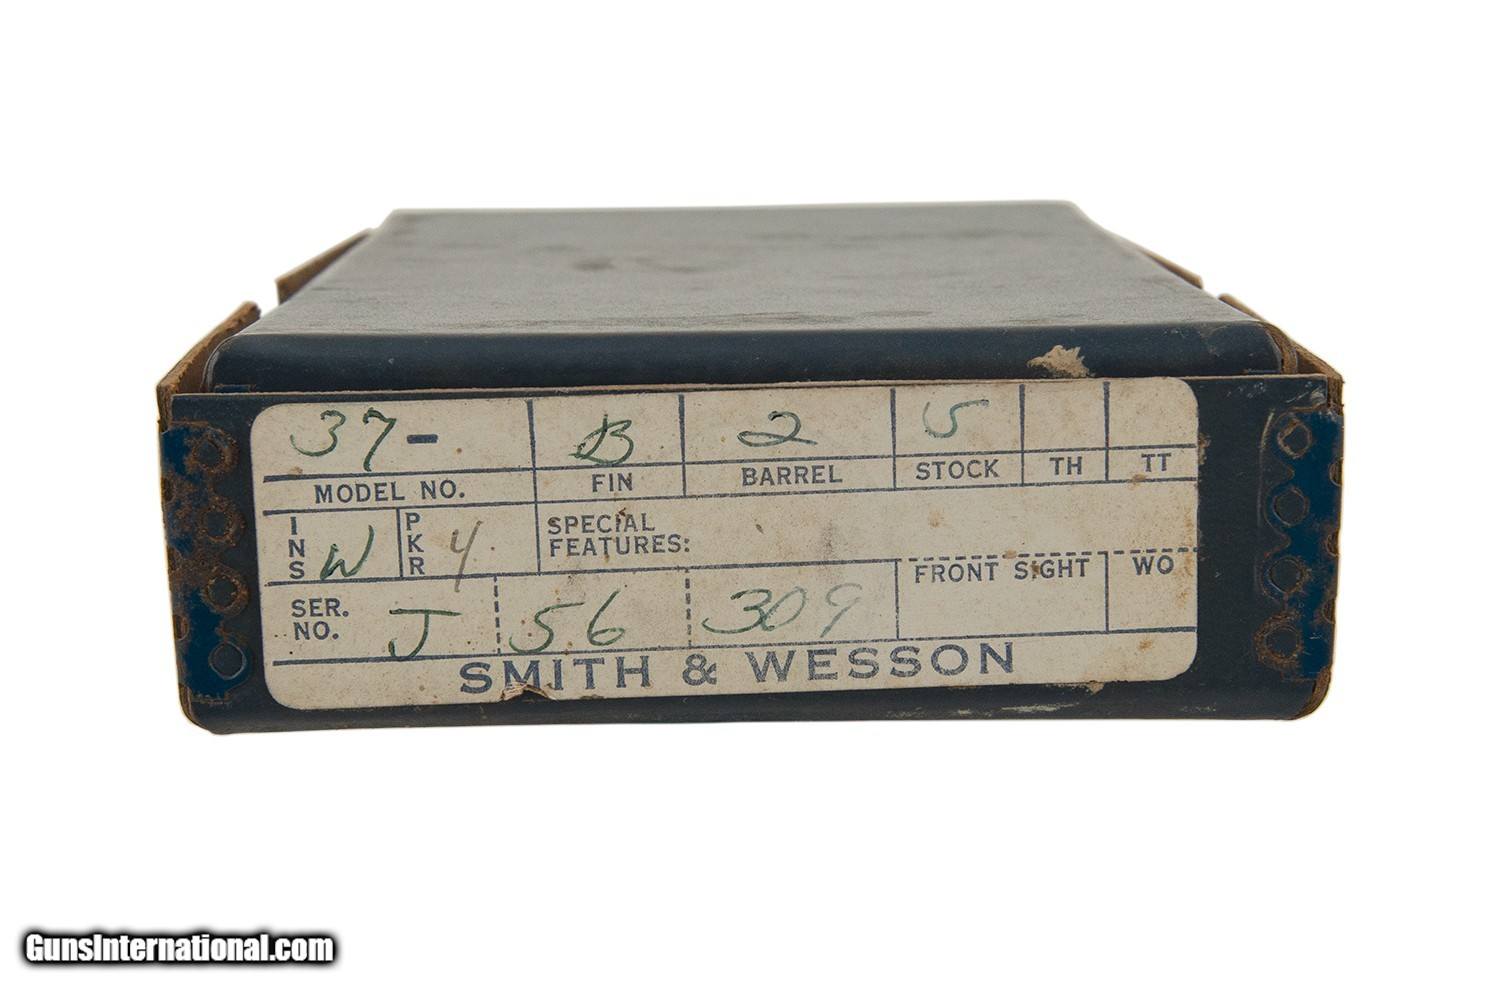 37- B 2 5
MODEL NO. FIN BARREL STOCK TH TT
INS W PKR 4 SPECIAL
FEATURES:
FRONT SIGHT WO
SER.
NO. J 56 309
SMITH & WESSON
GunsInternational.com